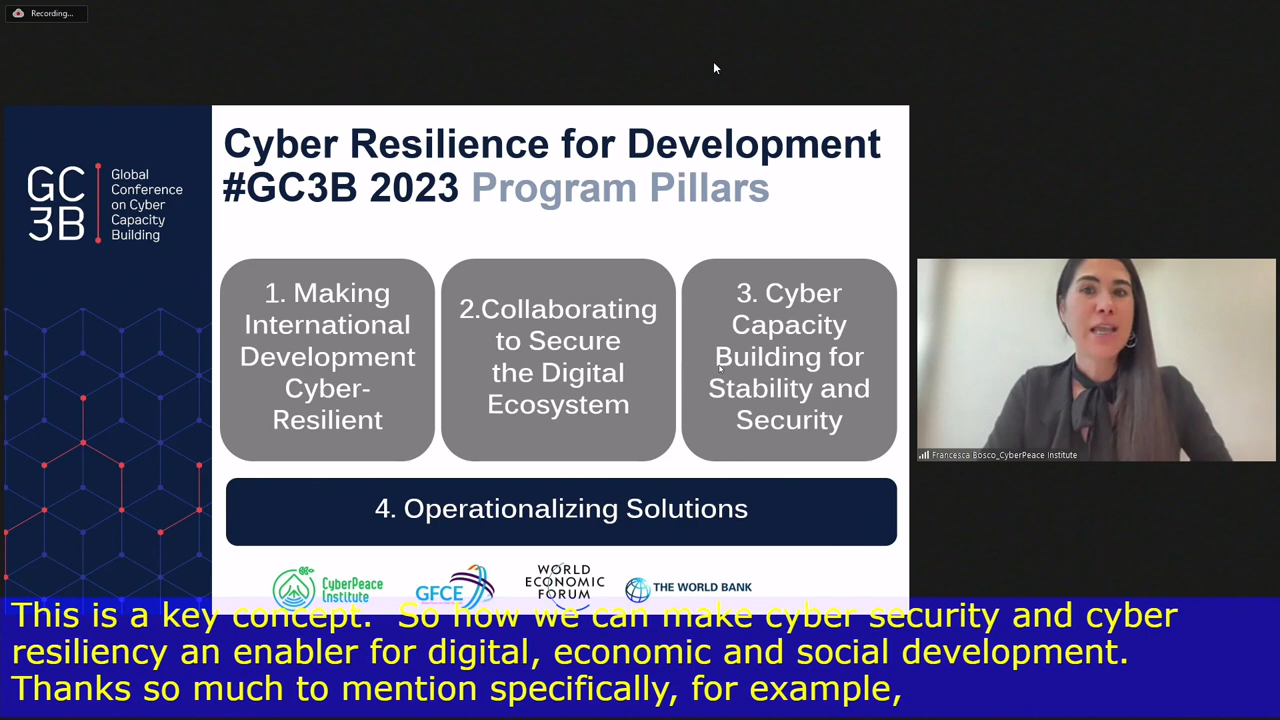 Recording...
GC
3B
Global
Conference
on Cyber
Capacity
Building
Cyber Resilience for Development
#GC3B 2023 Program Pillars
1. Making
International
Development
Cyber-
Resilient
2.Collaborating
to Secure
the Digital
Ecosystem
3. Cyber
Capacity
Building for
Stability and
Security
4. Operationalizing Solutions
CyberPeace
Institute
GFCE
WORLD
ECONOMIC
FORUM
THE WORLD BANK
Francesca Bosco_CyberPeace Institute
This is a key concept.  So how we can make cyber security and cyber
resiliency an enabler for digital, economic and social development.
Thanks so much to mention specifically, for example,